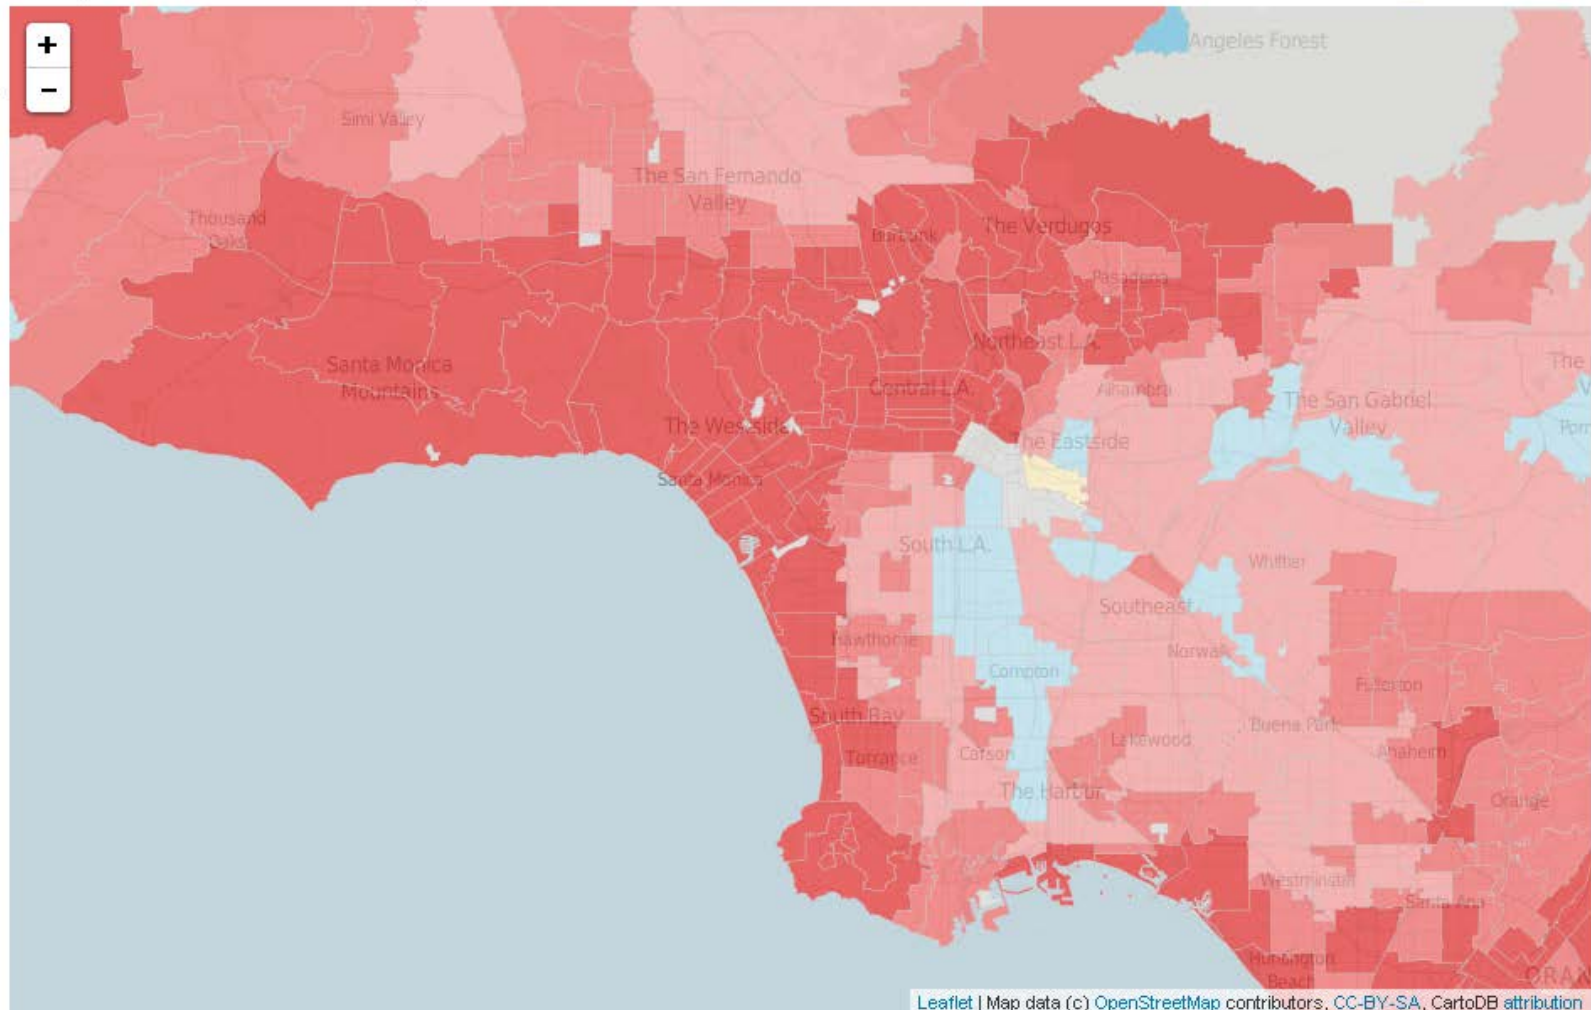 +
−
Angeles Forest
Simi Valley
The San Fernando
Valley
Thousand
Oaks
Burbank
The Verdugos
Pasadena
Northeast L.A.
Santa Monica
Mountains
Central L.A.
Alhambra
The
The San Gabriel
Valley
Pom
The Westside
The Eastside
Santa Monica
South L.A.
Whittier
Southeast
Hawthorne
Norwalk
Compton
Fullerton
South Bay
Buena Park
Torrance
Carson
Lakewood
Anaheim
The Harbor
Orange
Westminster
Santa Ana
Huntington
Beach
ORAN
Leaflet | Map data (c) OpenStreetMap contributors, CC-BY-SA, CartoDB attribution